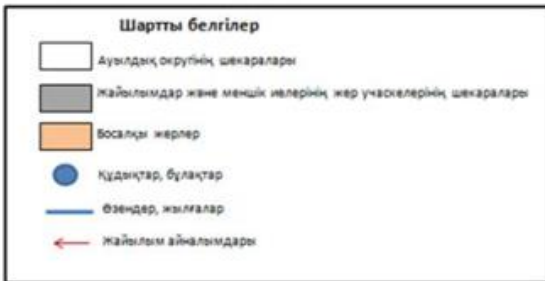 Шартты белгілер
Ауылдық округінің шекаралары
Жайылымдар және меншік иелерінің жер учаскелерінің шекаралары
Босалқы жерлер
Құдықтар, бұлақтар
Өзендер, жылғалар
Жайылым айналымдары